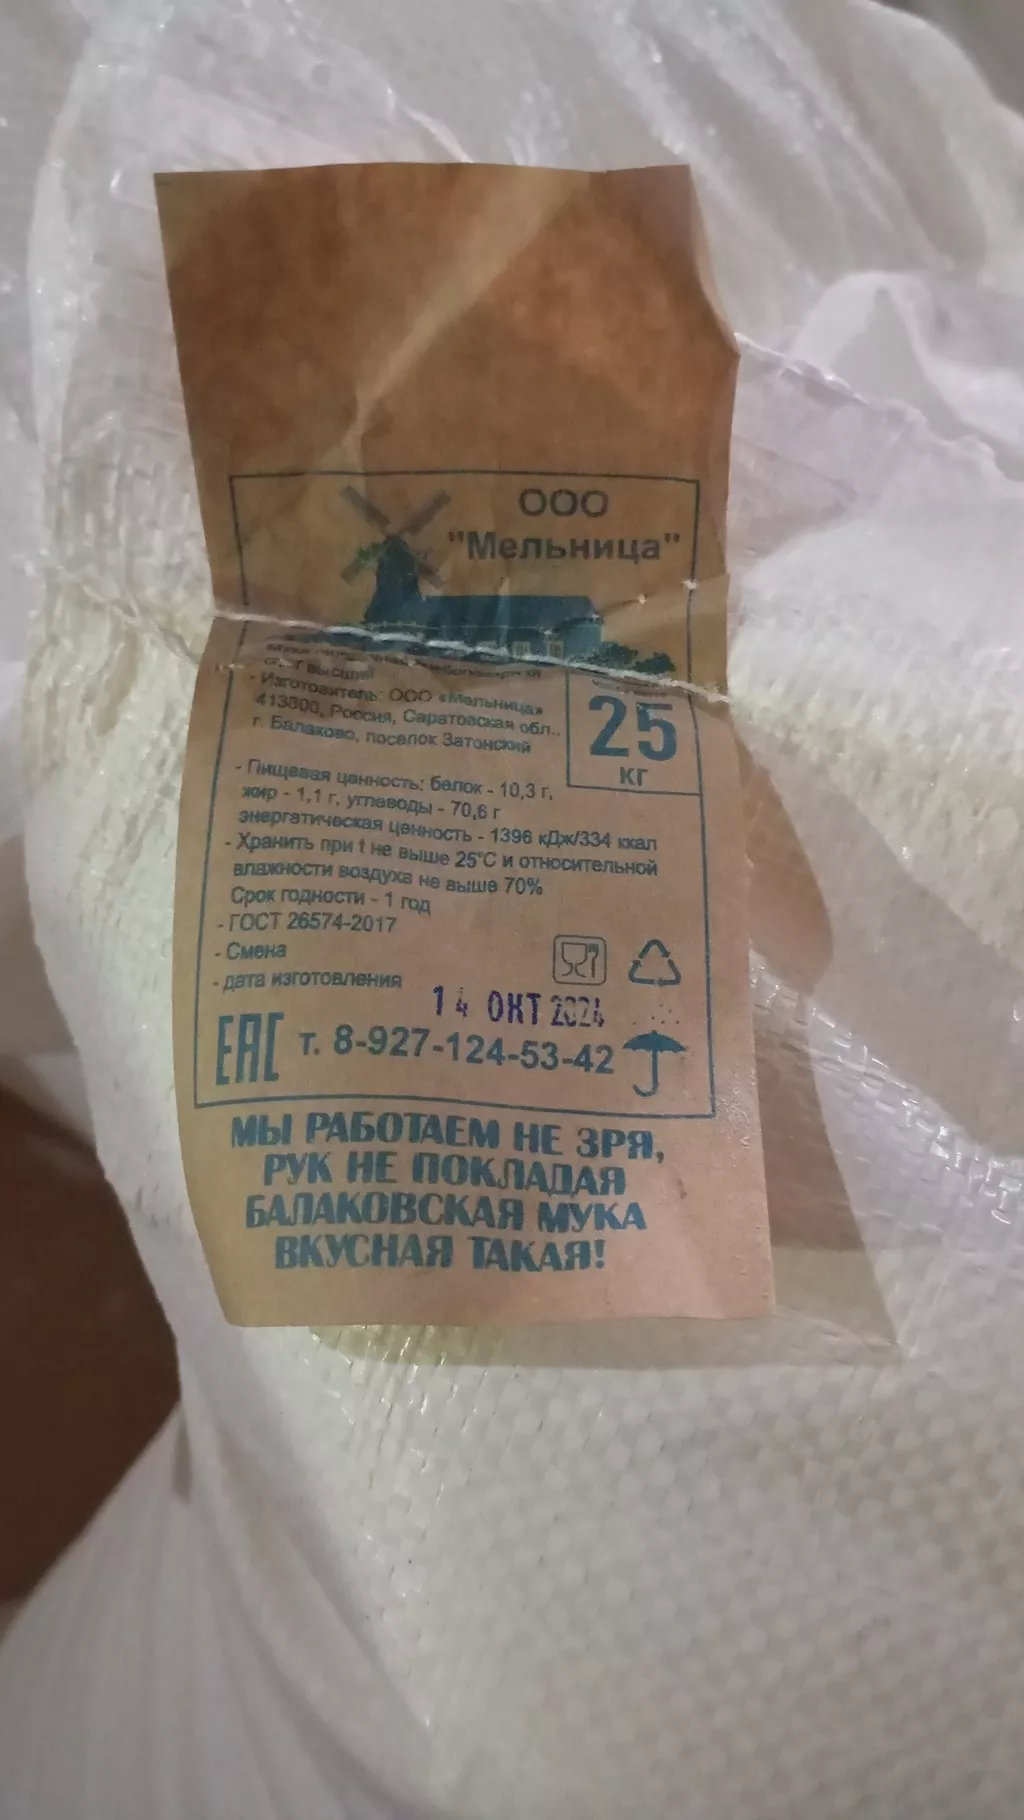 ООО
"Мельница"
высший
- Изготовитель: ООО «Мельница»
413800, Россия, Саратовская обл.,
г. Балаково, поселок Затонский
25
КГ
- Пищевая ценность: белок - 10,3 г,
жир - 1,1 г, углеводы - 70,6 г
энергетическая ценность - 1396 кДж/334 ккал
- Хранить при t не выше 25°С и относительной
влажности воздуха не выше 70%
Срок годности - 1 год
- ГОСТ 26574-2017
- Смена
- дата изготовления
14 ОКТ 2024
ЕАС т. 8-927-124-53-42
МЫ РАБОТАЕМ НЕ ЗРЯ,
РУК НЕ ПОКЛАДАЯ
БАЛАКОВСКАЯ МУКА
ВКУСНАЯ ТАКАЯ!